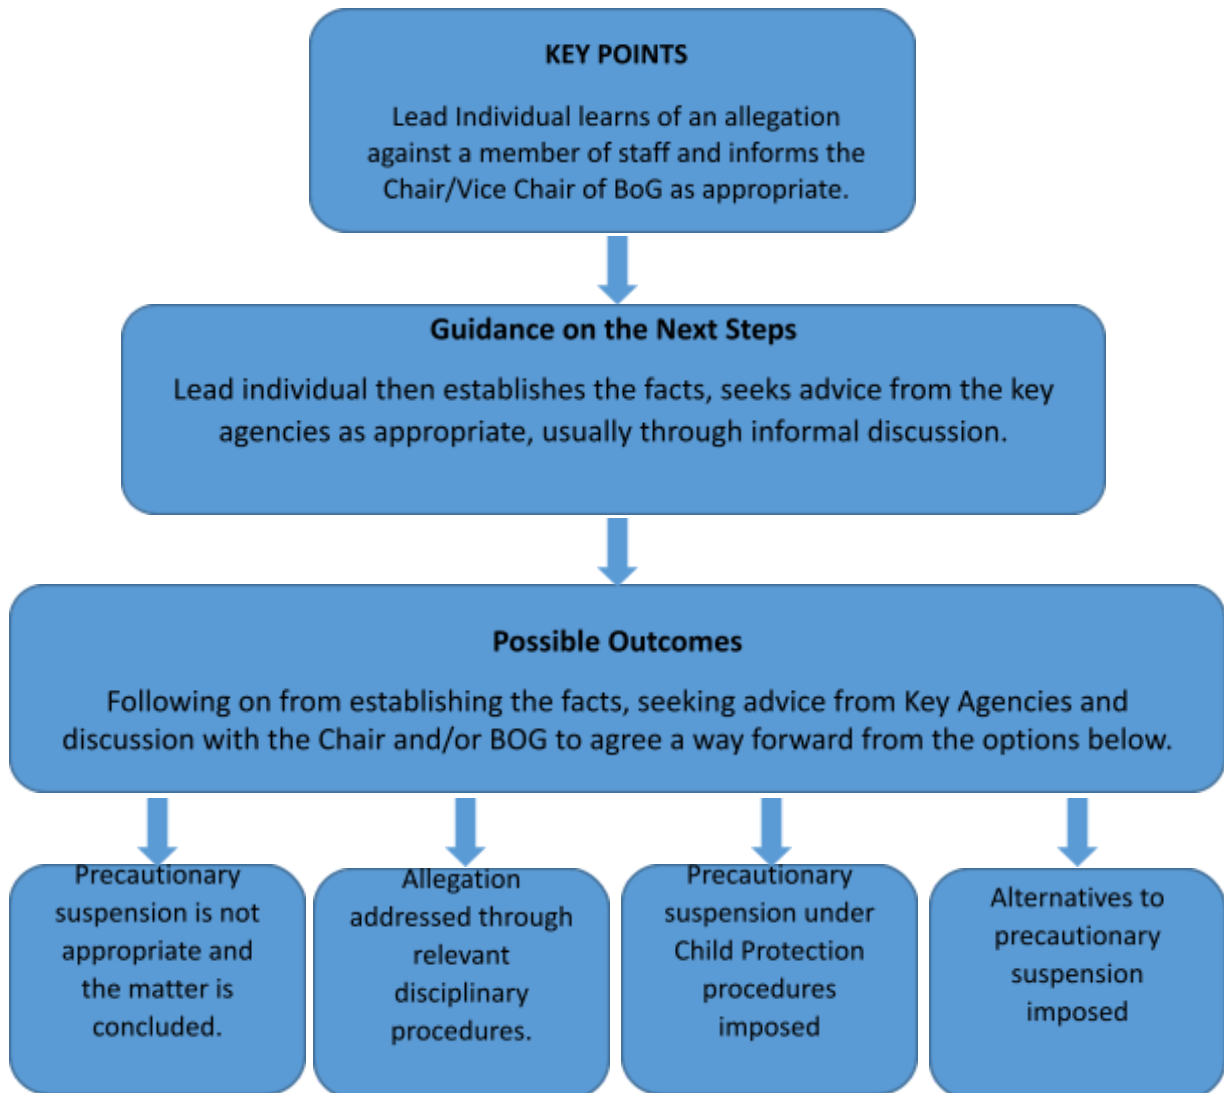 KEY POINTS
Lead Individual learns of an allegation
against a member of staff and informs the
Chair/Vice Chair of BoG as appropriate.
Guidance on the Next Steps
Lead individual then establishes the facts, seeks advice from the key
agencies as appropriate, usually through informal discussion.
Possible Outcomes
Following on from establishing the facts, seeking advice from Key Agencies and
discussion with the Chair and/or BOG to agree a way forward from the options below.
Precautionary
suspension is not
appropriate and
the matter is
concluded.
Allegation
addressed through
relevant
disciplinary
procedures.
Precautionary
suspension under
Child Protection
procedures
imposed
Alternatives to
precautionary
suspension
imposed